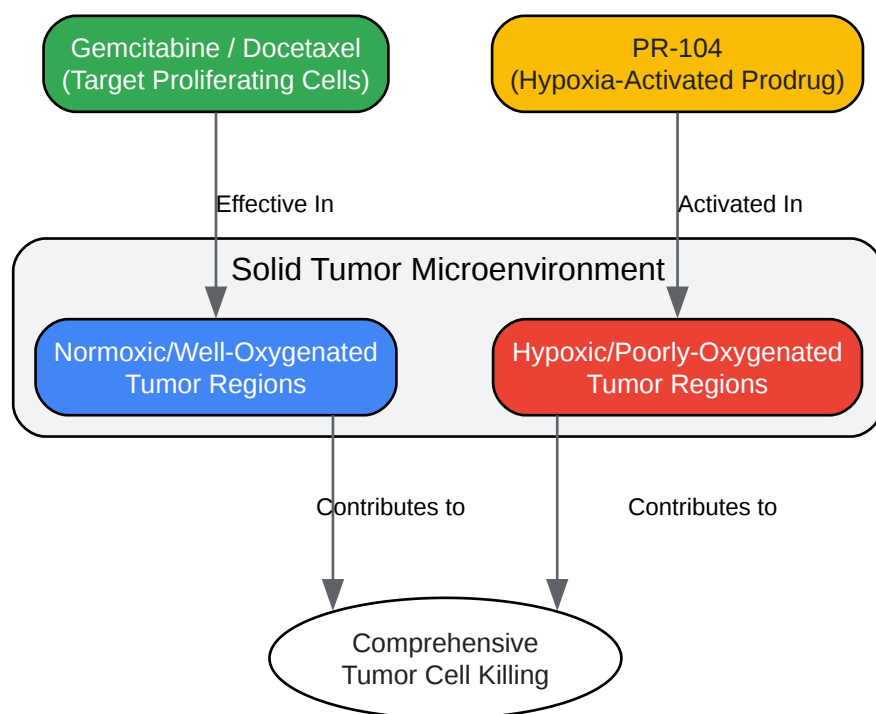 Gemcitabine / Docetaxel
(Target Proliferating Cells)
PR-104
(Hypoxia-Activated Prodrug)
Effective In
Activated In
Solid Tumor Microenvironment
Normoxic/Well-Oxygenated
Tumor Regions
Hypoxic/Poorly-Oxygenated
Tumor Regions
Contributes to
Contributes to
Comprehensive
Tumor Cell Killing